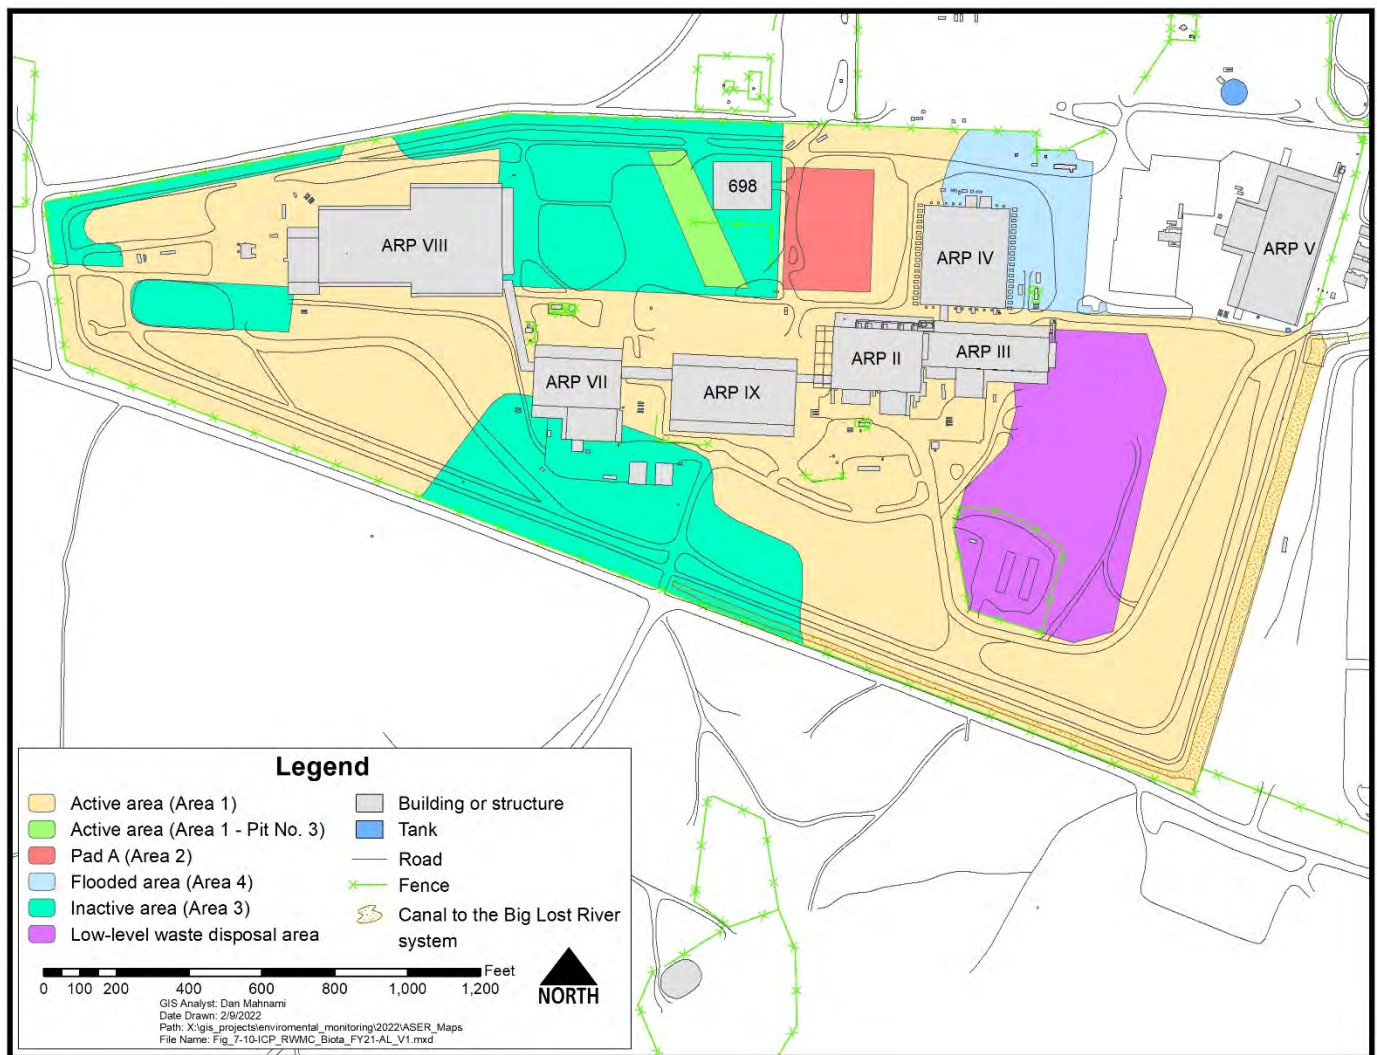 698
ARP VIII
ARP IV
ARP V
ARP II
ARP III
ARP VII
ARP IX
Legend
Active area (Area 1)
Active area (Area 1 - Pit No. 3)
Pad A (Area 2)
Flooded area (Area 4)
Inactive area (Area 3)
Low-level waste disposal area
Building or structure
Tank
Road
Fence
Canal to the Big Lost River
system
Feet
0 100 200 400 600 800 1,000 1,200
NORTH
GIS Analyst: Dan Mahnami
Date Drawn: 2/9/2022
Path: X:\gis_projects\enviromental_monitoring\2022\ASER_Maps
File Name: Fig_7-10-ICP_RWMC_Biota_FY21-AL_V1.mxd